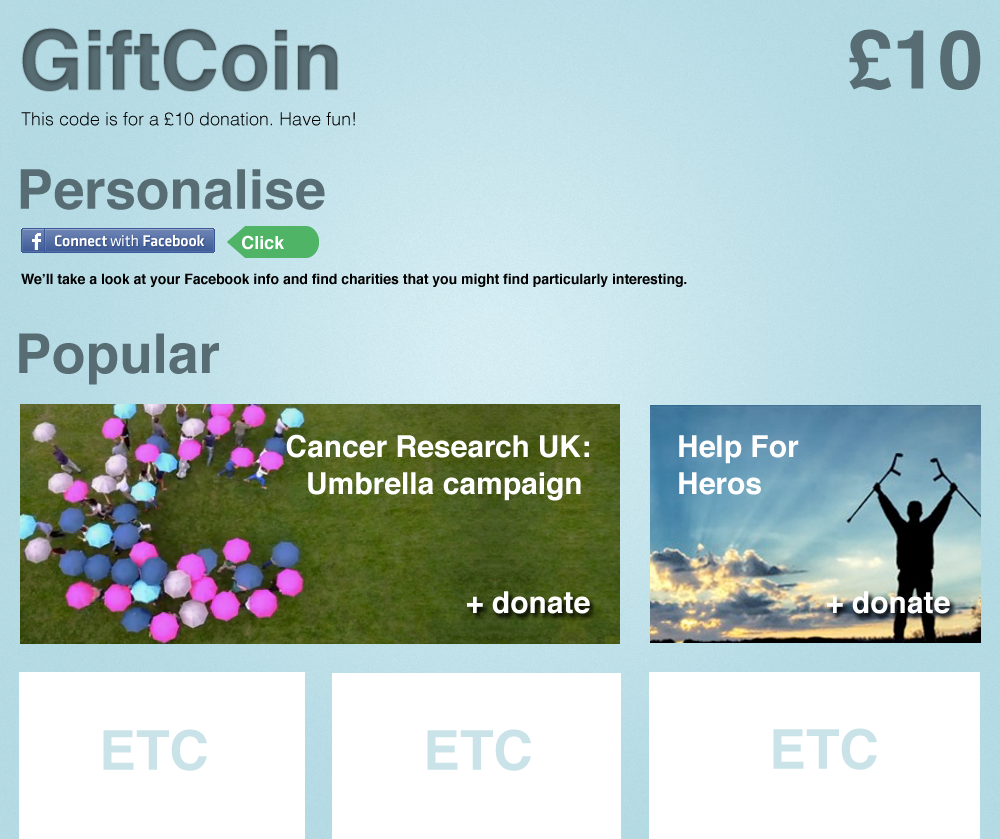 GiftCoin
£10
This code is for a £10 donation. Have fun!
Personalise
f Connect with Facebook
Click
We'll take a look at your Facebook info and find charities that you might find particularly interesting.
Popular
Cancer Research UK:
Umbrella campaign
+ donate
Help For
Heros
+ donate
ETC
ETC
ETC